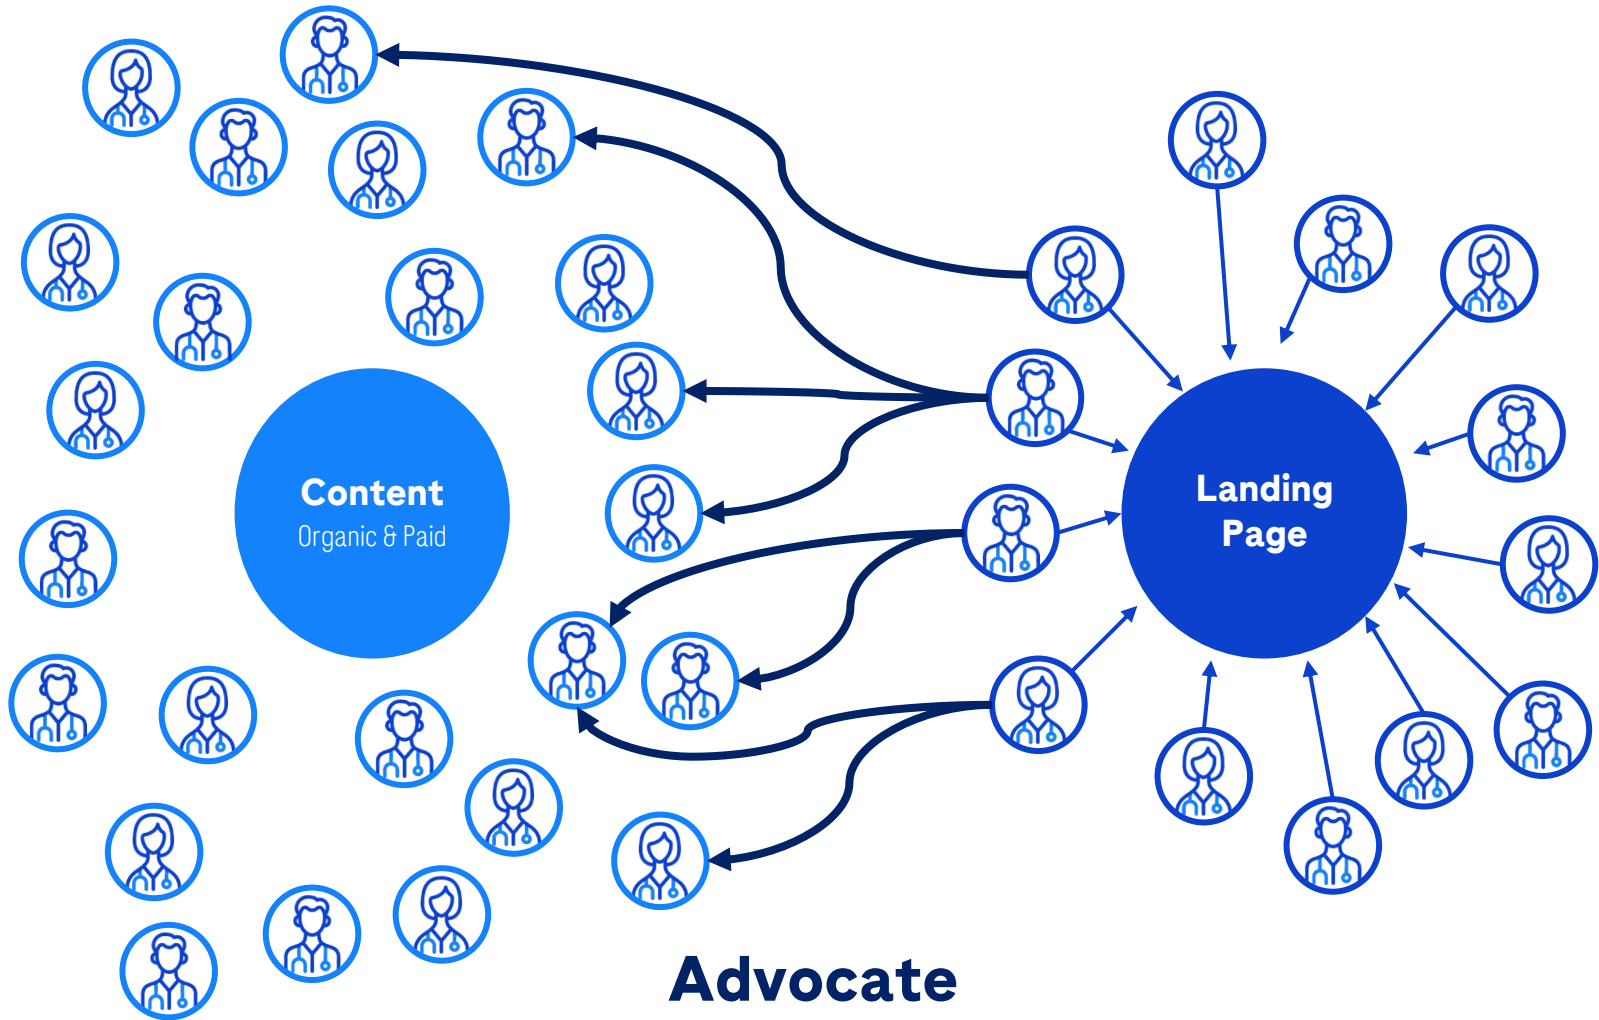 Content
Organic & Paid
Landing
Page
Advocate